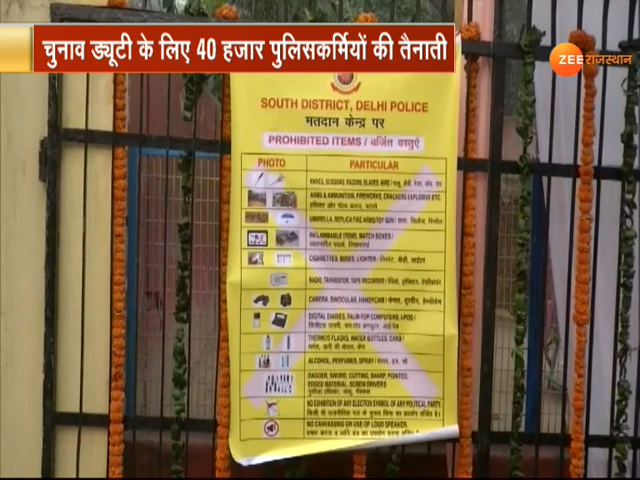 चुनाव ड्यूटी के लिए 40 हजार पुलिसकर्मियों की तैनाती
ZEE राजस्थान
SOUTH DISTRICT, DELHI POLICE
मतदान केन्द्र पर
PROHIBITED ITEMS / वर्जित वस्तुएं
PHOTO PARTICULAR
KNIVES, SCISSORS, RAZORS, BLADES, WIRE /
ARMS & AMMUNITION, FIREWORKS, CRACKERS EXPLOSIVE ETC.
UMBRELLA, REPLICA FIRE ARMS/TOY GUN /
INFLAMMABLE ITEMS, MATCH BOXES /
CIGARETTES, BIDIES, LIGHTER / सिगरेट, बीड़ी, लाईटर
RADIO, TRANSISTOR, TAPE RECORDER /
CAMERA, BINOCULAR, HANDYCAM /
DIGITAL DIARIES, PALM-TOP COMPUTERS, I-POD /
THERMOS FLASKS, WATER BOTTLES, CANS /
ALCOHOL, PERFUMES, SPRAY /
DAGGER, SWORD, CUTTING, SHARP, POINTED,
EDGED MATERIAL, SCREW DRIVERS
NO EXHIBITION OF ANY ELECTION SYMBOL OF ANY POLITICAL PARTY.
NO CANVASSING OR USE OF LOUD SPEAKER.